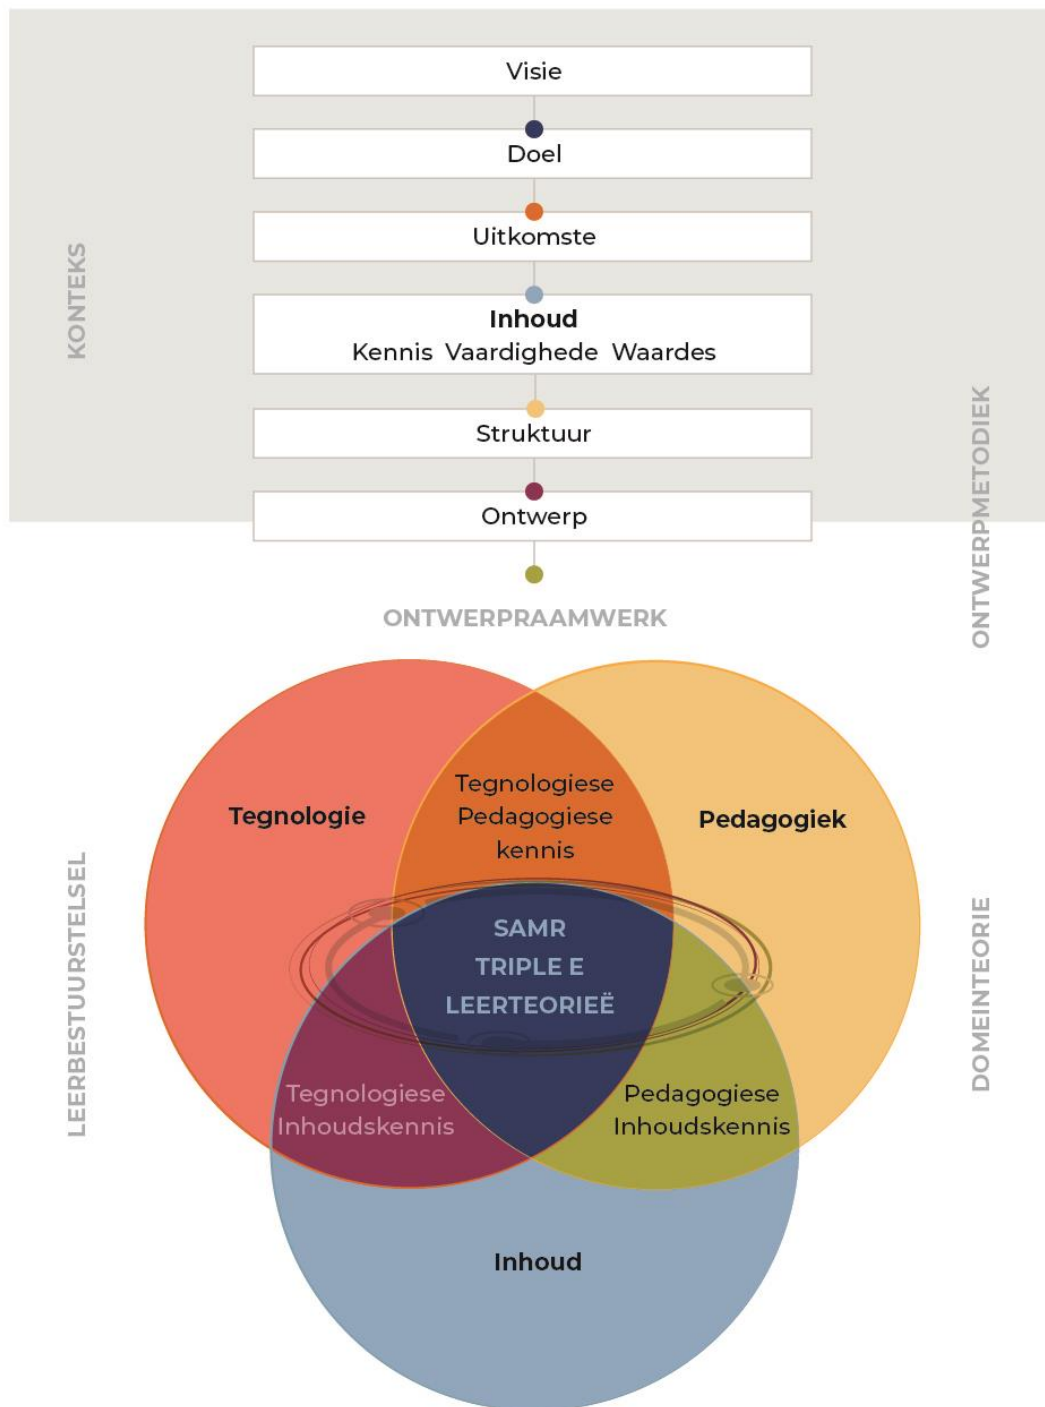 Visie
Doel
Uitkomste
KONTEKS
Inhoud
Kennis Vaardighede Waardes
Struktuur
Ontwerp
ONTWERPMETODIEK
ONTWERPRAAMWERK
Tegnologie
Tegnologiese
Pedagogiese
kennis
Pedagogiek
LEERBESTUURSTELSEL
SAMR
TRIPLE E
LEERTEORIEË
DOMEINTEORIE
Tegnologiese
Inhoudskennis
Pedagogiese
Inhoudskennis
Inhoud